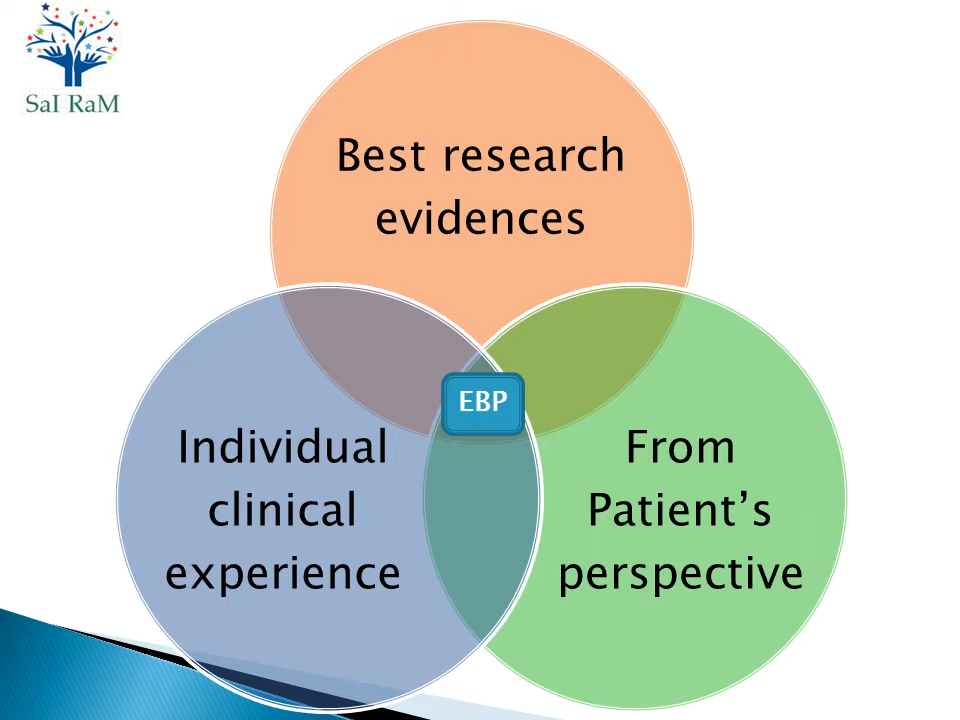 SaI RaM
Best research
evidences
EBP
Individual
clinical
experience
From
Patient’s
perspective